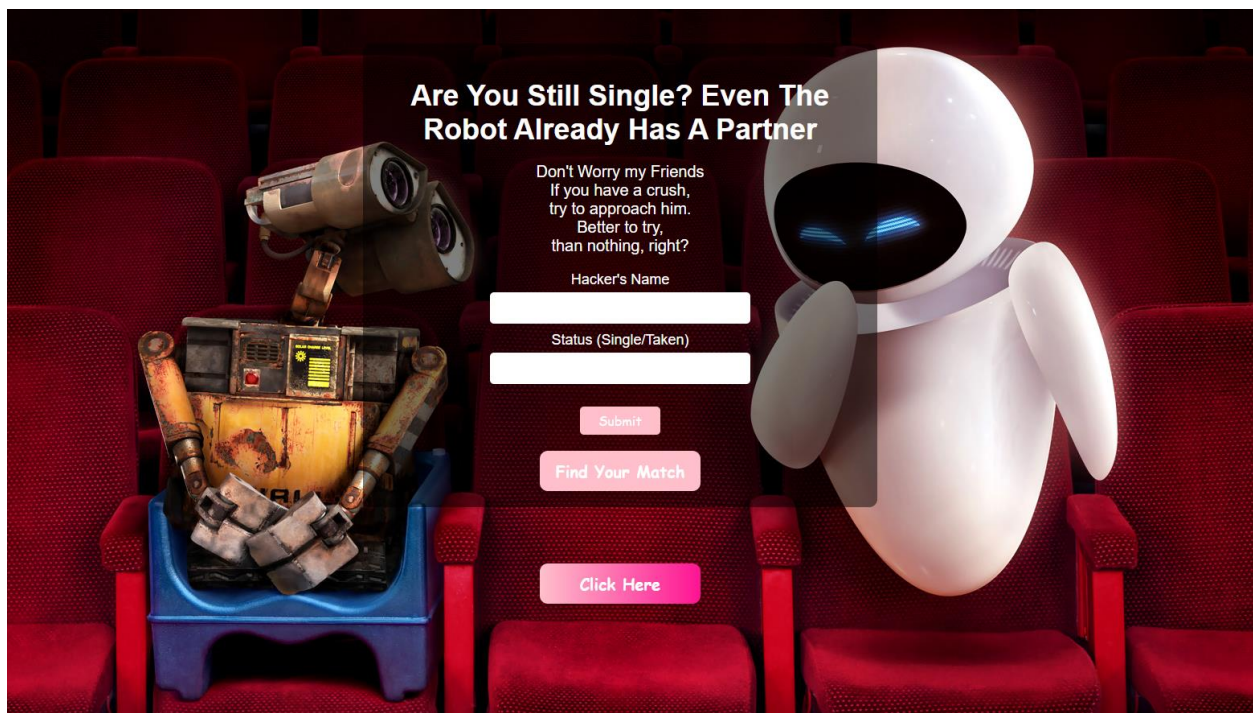 Are You Still Single? Even The
Robot Already Has A Partner
Don't Worry my Friends
If you have a crush,
try to approach him.
Better to try,
than nothing, right?
Hacker's Name
Status (Single/Taken)
Submit
Find Your Match
Click Here